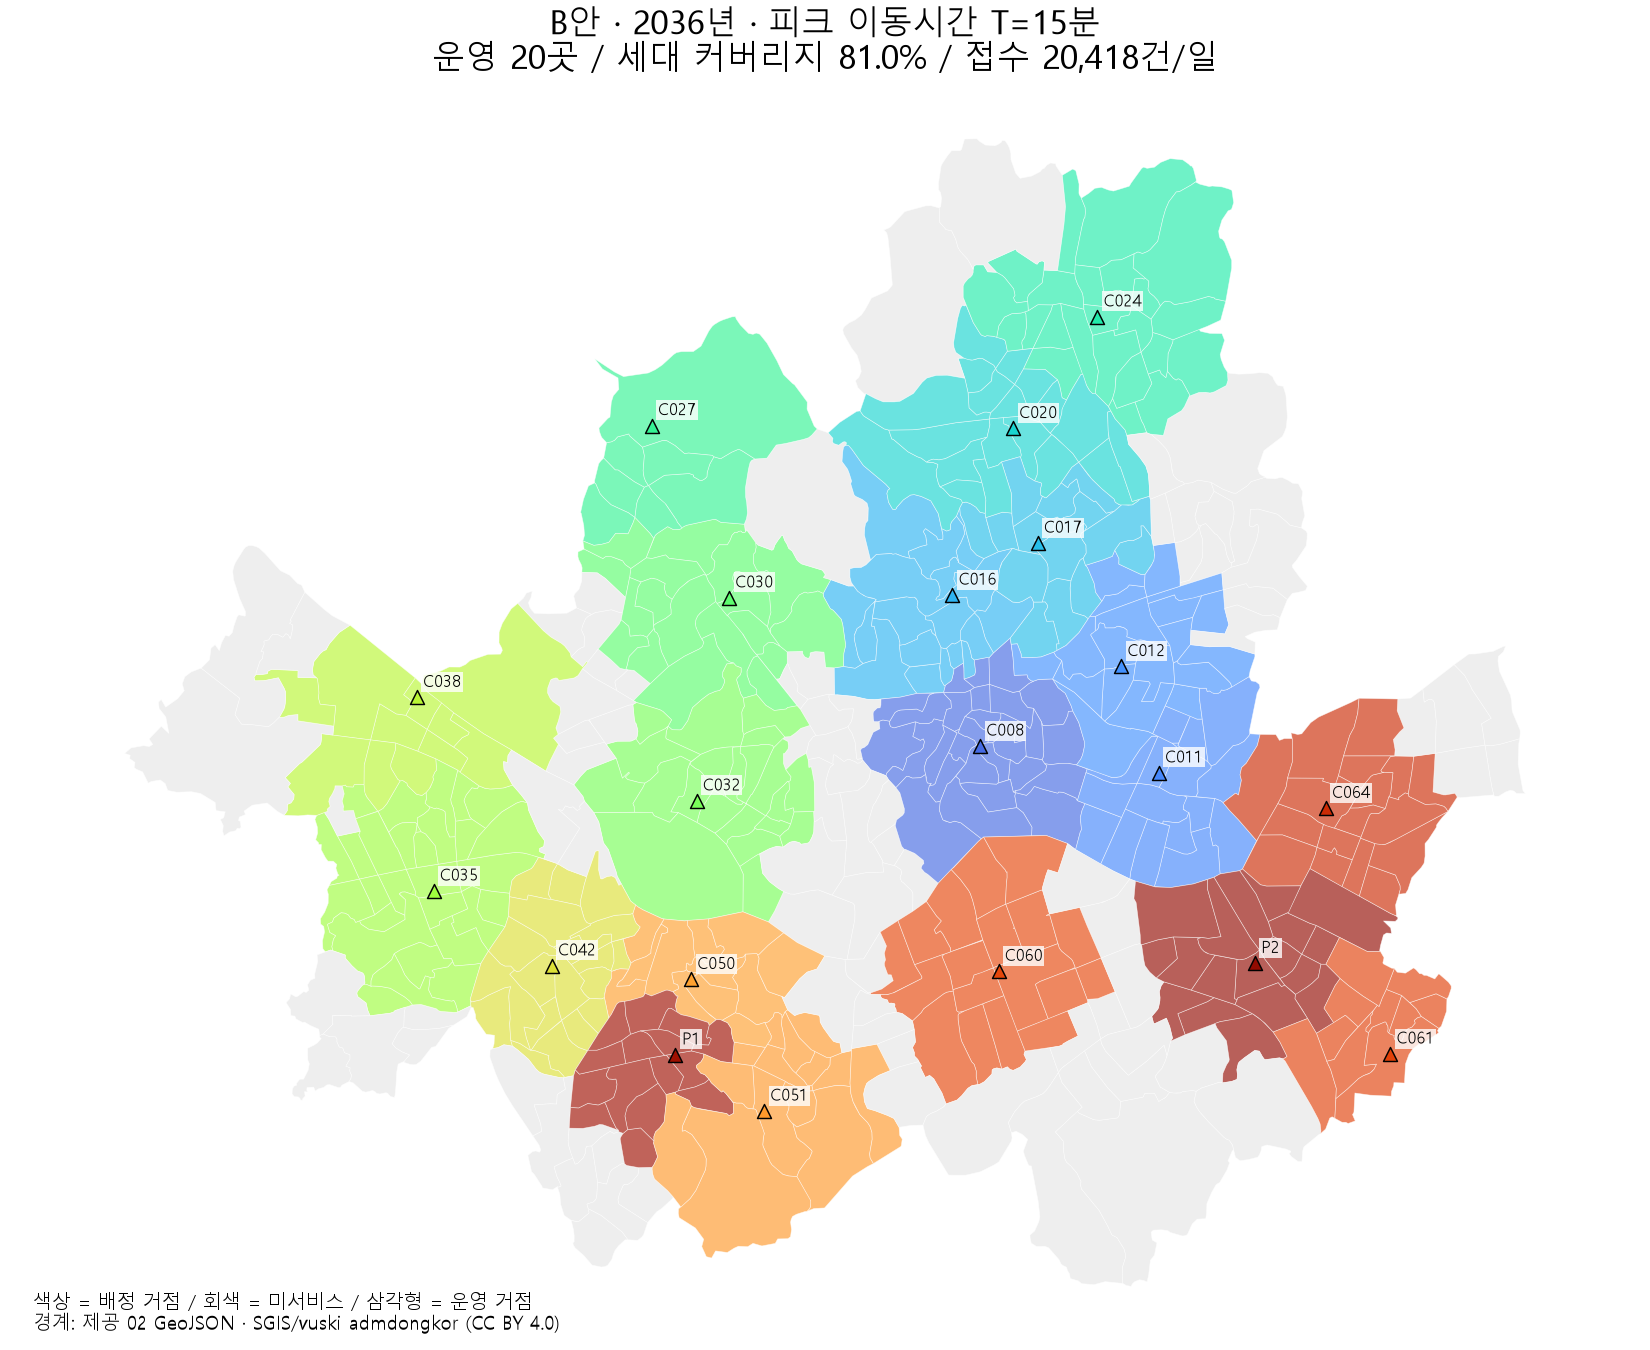 B안 · 2036년 · 피크 이동시간 T=15분
운영 20곳 / 세대 커버리지 81.0% / 접수 20,418건/일
C024
C027
C020
C017
C030
C016
C012
C038
C008
C011
C032
C064
C035
P2
C042
C060
C050
P1
C061
C051
색상 = 배정 거점 / 회색 = 미서비스 / 삼각형 = 운영 거점
경계: 제공 02 GeoJSON · SGIS/vuski admdongkor (CC BY 4.0)